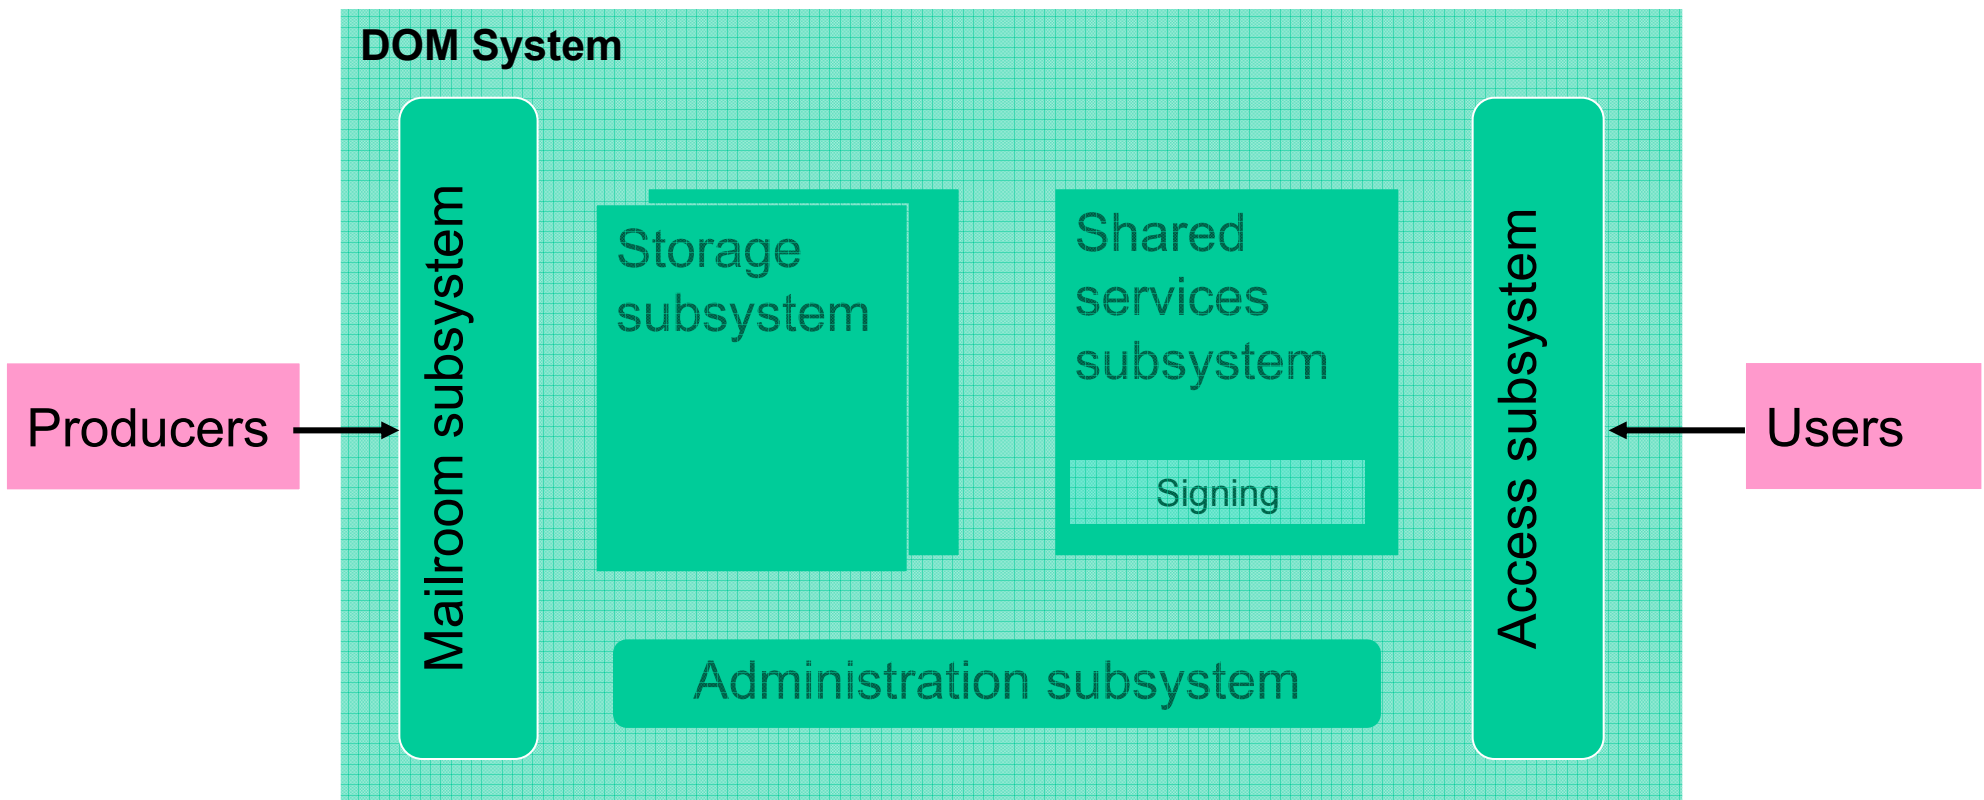 DOM System
Producers
Mailroom subsystem
Storage
subsystem
Shared
services
subsystem
Signing
Administration subsystem
Access subsystem
Users